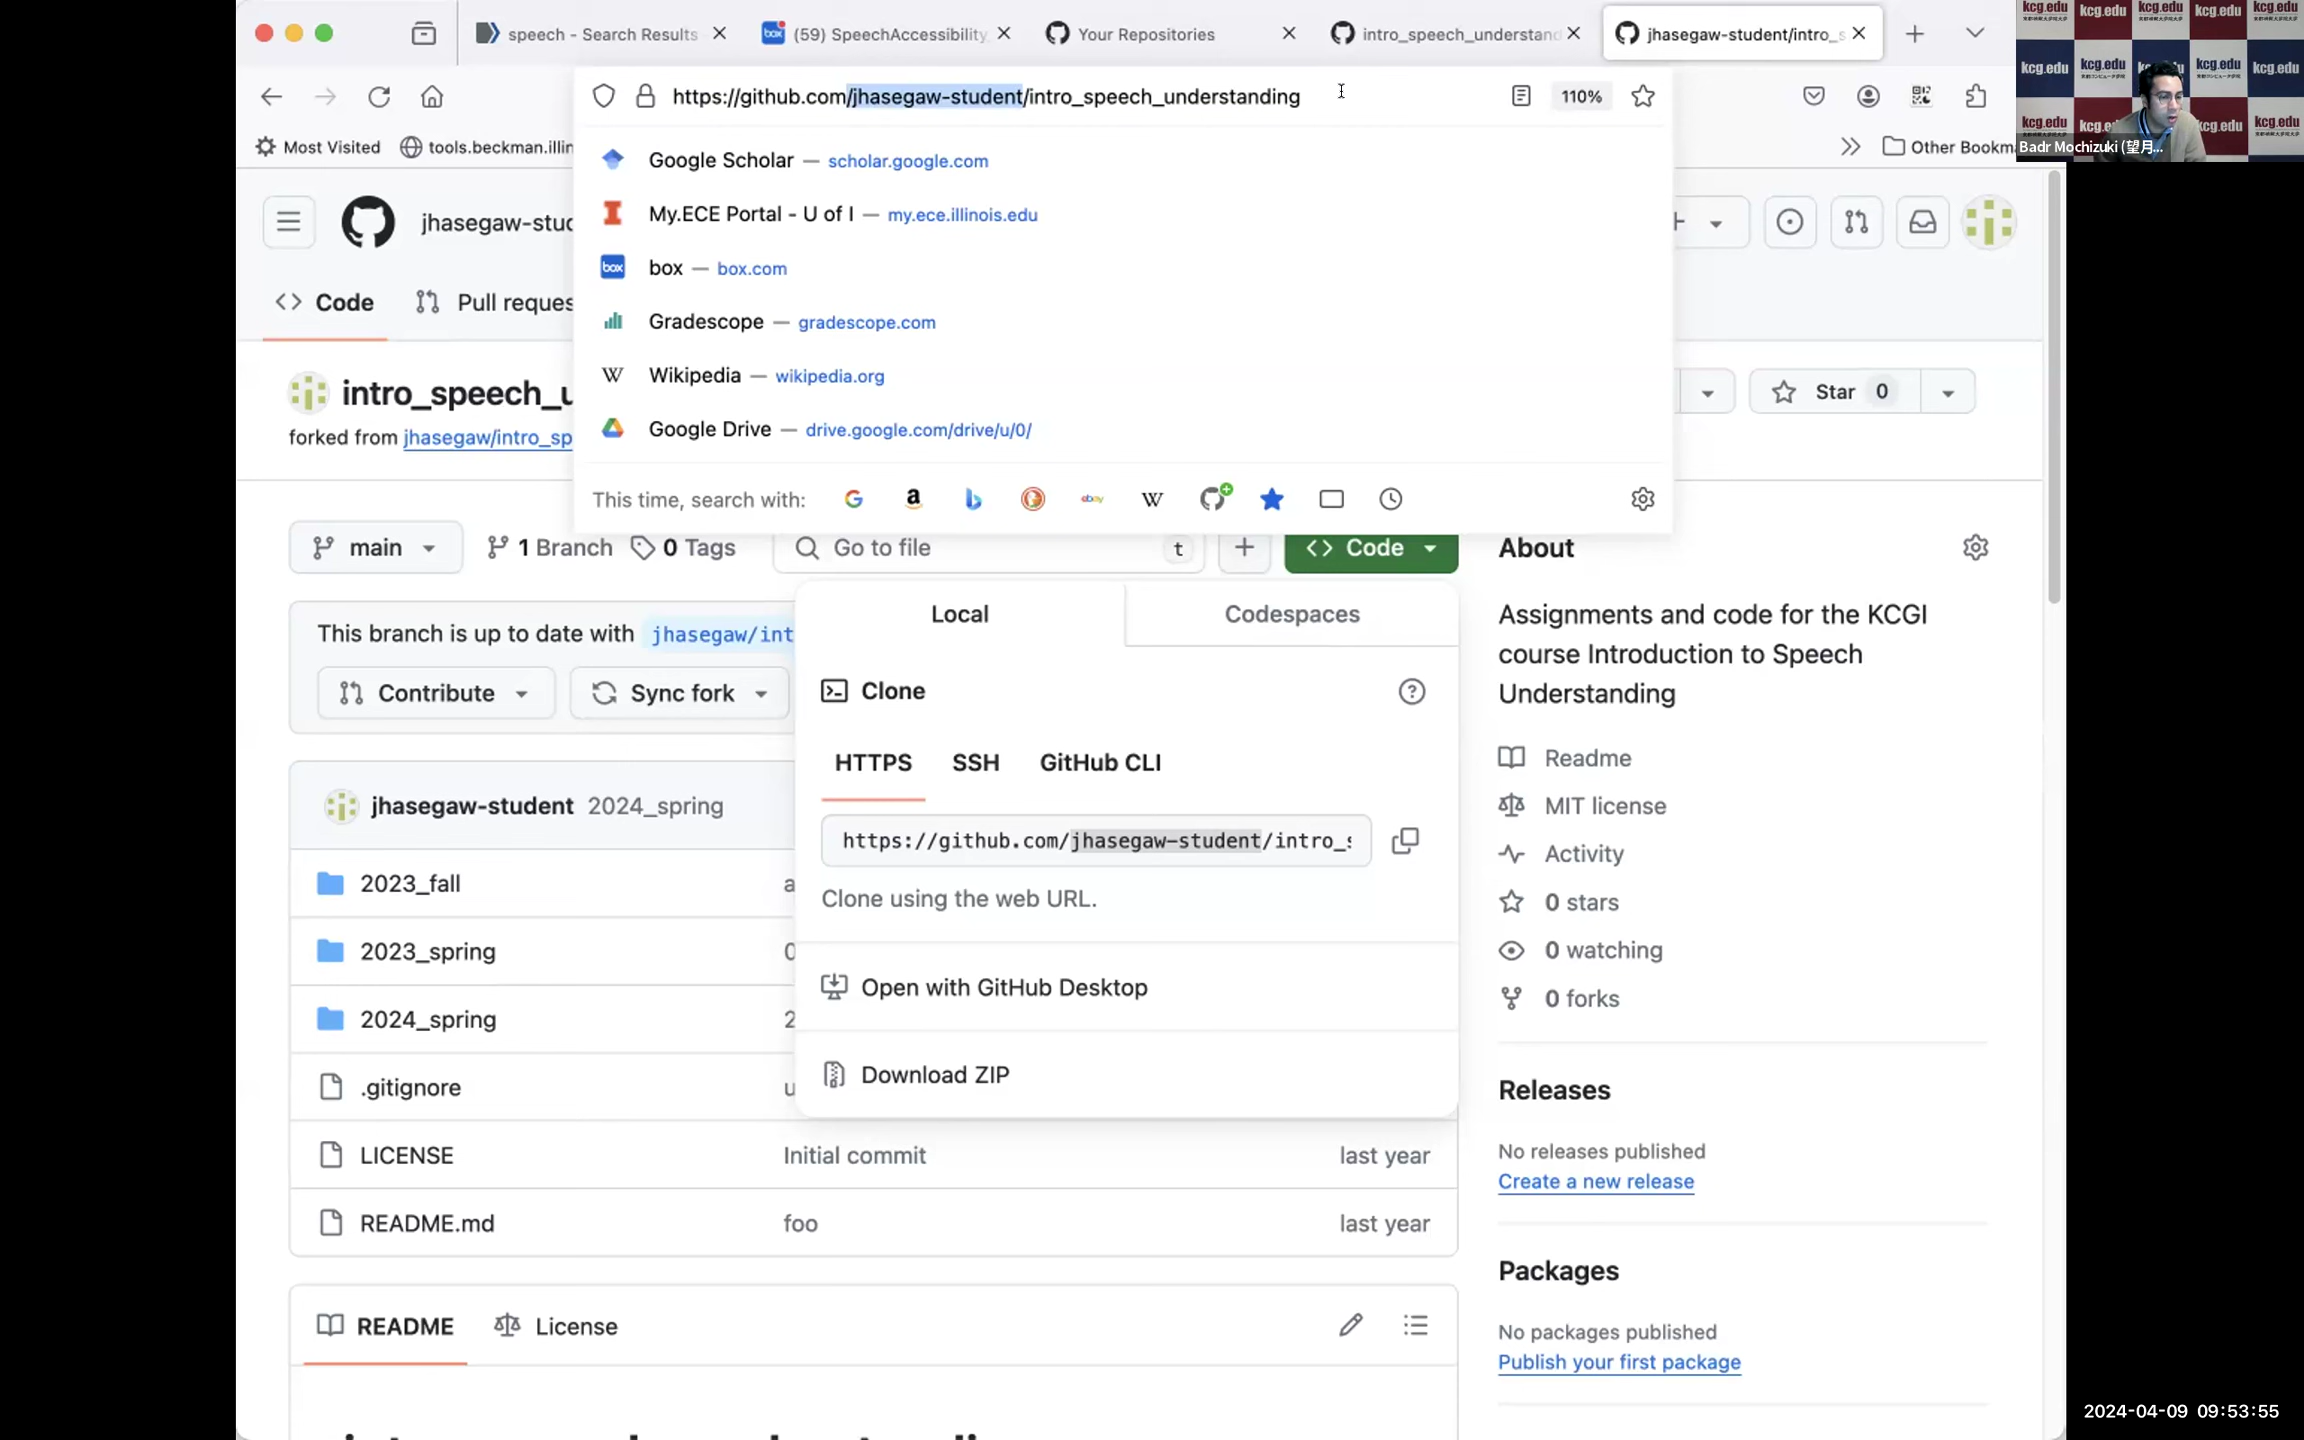 speech - Search Results
(59) SpeechAccessibility
Your Repositories
intro_speech_understand
jhasegaw-student/intro_s
https://github.com/jhasegaw-student/intro_speech_understanding
110%
Most Visited
tools.beckman.illin
Other Bookm
Google Scholar — scholar.google.com
My.ECE Portal - U of I — my.ece.illinois.edu
box
box — box.com
Gradescope — gradescope.com
W Wikipedia — wikipedia.org
Google Drive — drive.google.com/drive/u/0/
This time, search with:
jhasegaw-stud
Code
Pull reques
intro_speech_u
forked from jhasegaw/intro_sp
Star 0
main
1 Branch
0 Tags
Go to file
t
Code
About
Assignments and code for the KCGI
course Introduction to Speech
Understanding
Readme
MIT license
Activity
0 stars
0 watching
0 forks
Releases
No releases published
Create a new release
Packages
No packages published
Publish your first package
This branch is up to date with jhasegaw/int
Contribute
Sync fork
Local
Codespaces
Clone
HTTPS
SSH
GitHub CLI
https://github.com/jhasegaw-student/intro_s
Clone using the web URL.
Open with GitHub Desktop
Download ZIP
jhasegaw-student 2024_spring
2023_fall a
2023_spring 0
2024_spring 2
.gitignore u
LICENSE Initial commit last year
README.md foo last year
README
License
kcg.edu
Badr Mochizuki (望月...
2024-04-09 09:53:55